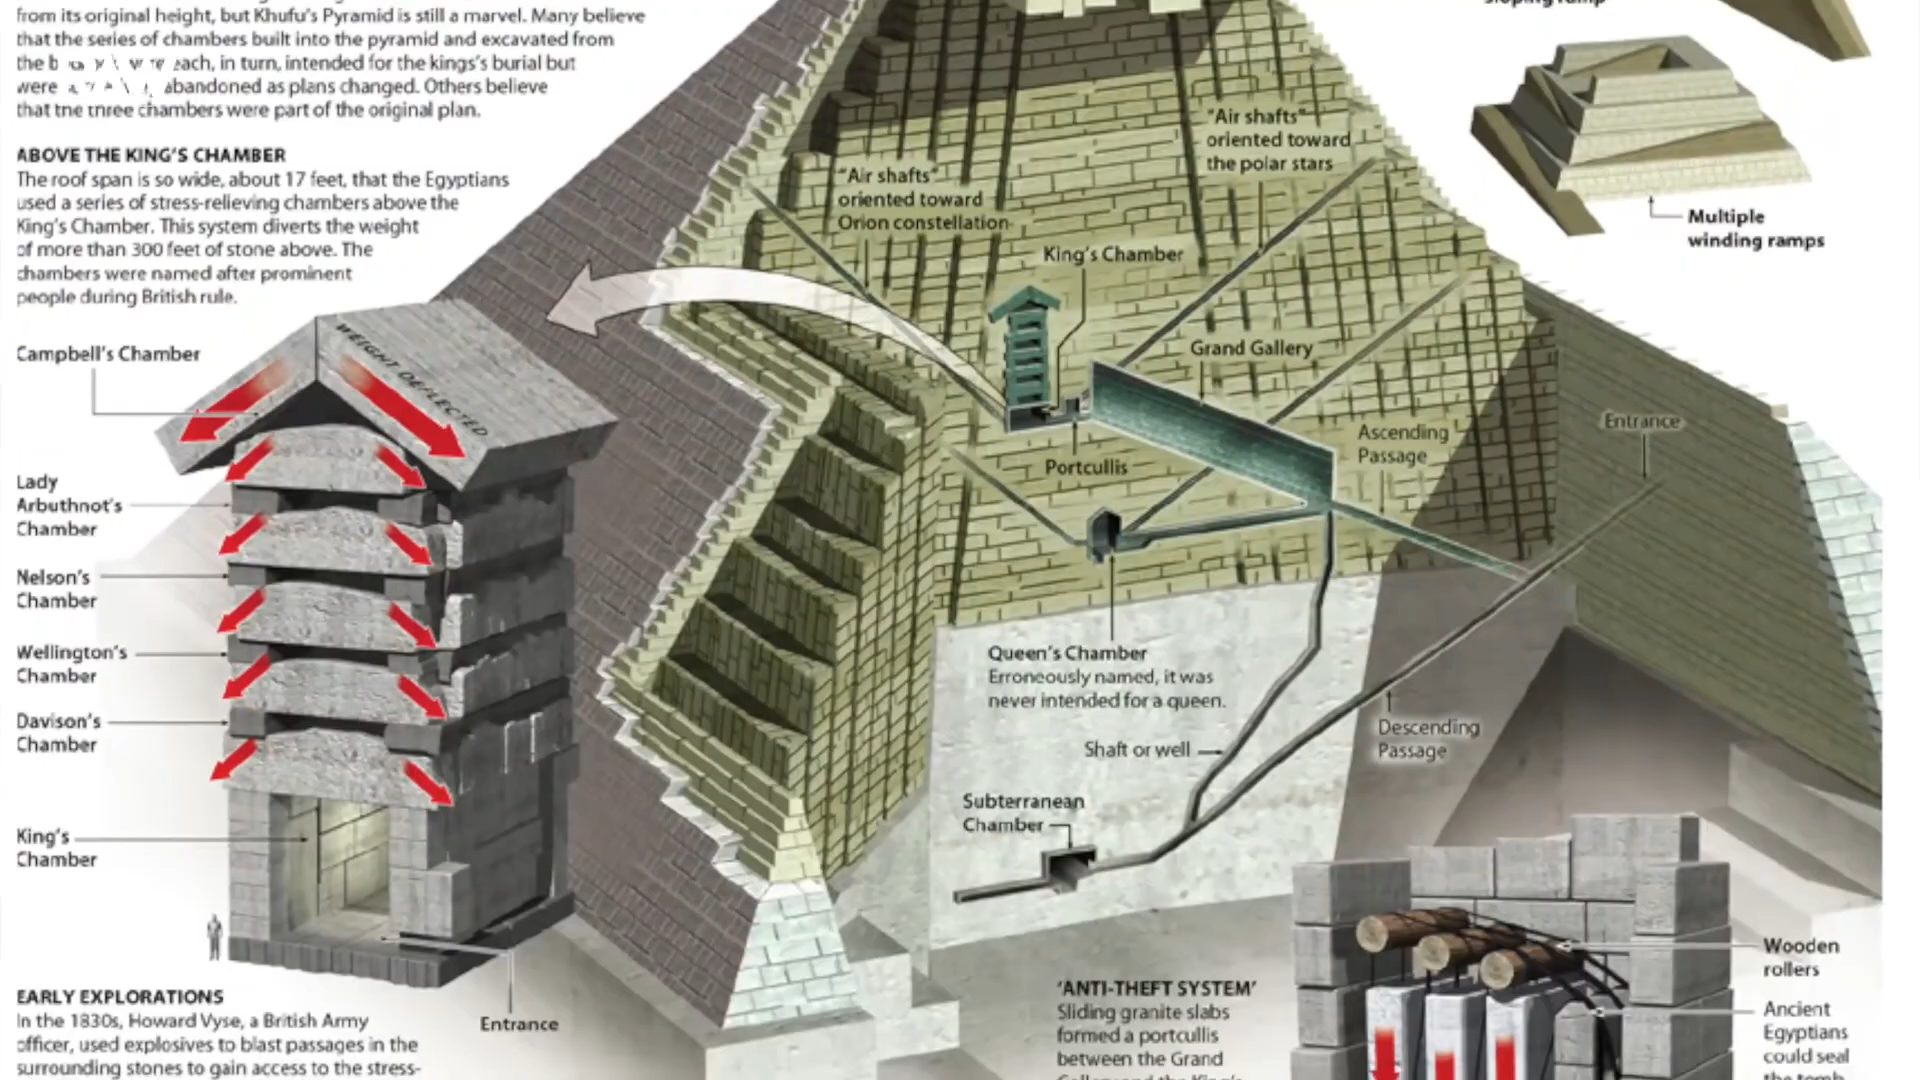 from its original height, but Khufu's Pyramid is still a marvel. Many believe
that the series of chambers built into the pyramid and excavated from
the b each, in turn, intended for the kings's burial but
were abandoned as plans changed. Others believe
that the three chambers were part of the original plan.
ABOVE THE KING'S CHAMBER
The roof span is so wide, about 17 feet, that the Egyptians
used a series of stress-relieving chambers above the
King's Chamber. This system diverts the weight
of more than 300 feet of stone above. The
chambers were named after prominent
people during British rule.
Campbell's Chamber
WEIGHT DEFLECTED
Lady
Arbuthnot's
Chamber
Nelson's
Chamber
Wellington's
Chamber
Davison's
Chamber
King's
Chamber
Entrance
EARLY EXPLORATIONS
In the 1830s, Howard Vyse, a British Army
officer, used explosives to blast passages in the
surrounding stones to gain access to the stress-
"Air shafts"
oriented toward
Orion constellation
"Air shafts"
oriented toward
the polar stars
King's Chamber
Grand Gallery
Portcullis
Ascending
Passage
Entrance
Queen's Chamber
Erroneously named, it was
never intended for a queen.
Shaft or well
Descending
Passage
Subterranean
Chamber
sloping ramp
Multiple
winding ramps
'ANTI-THEFT SYSTEM'
Sliding granite slabs
formed a portcullis
between the Grand
Gallery and the King's
Wooden
rollers
Ancient
Egyptians
could seal
the tomb